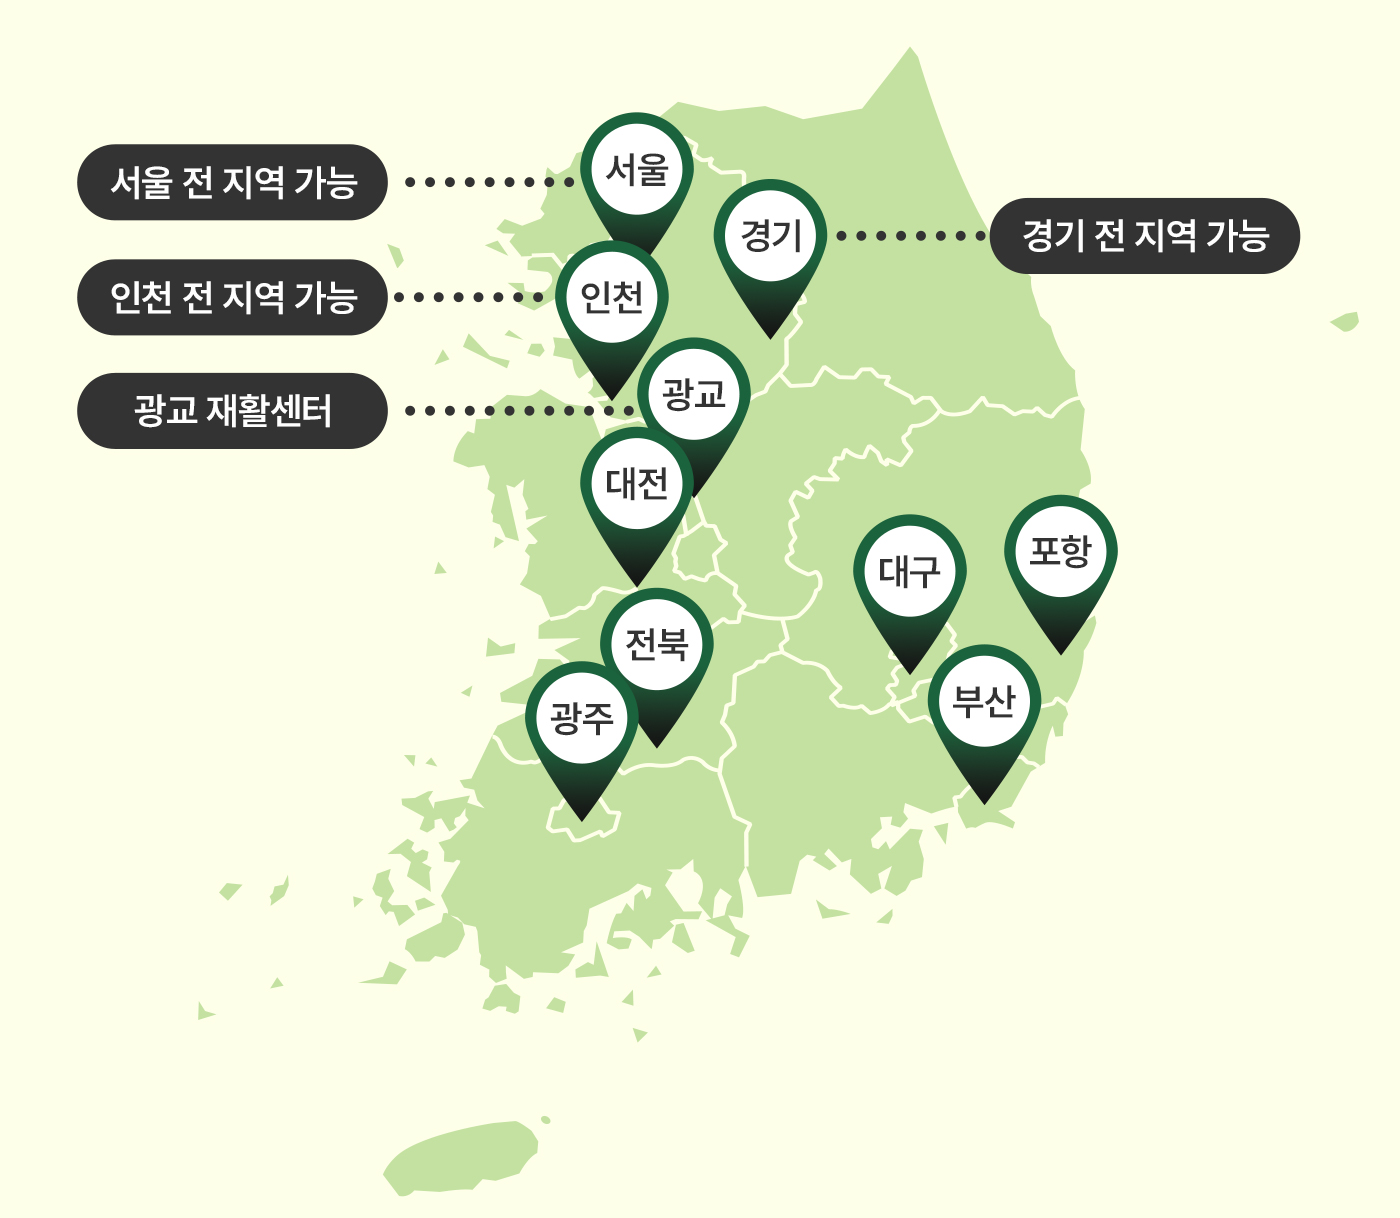 서울 전 지역 가능
서울
경기
경기 전 지역 가능
인천 전 지역 가능
인천
광교 재활센터
광교
대전
대구
포항
전북
광주
부산